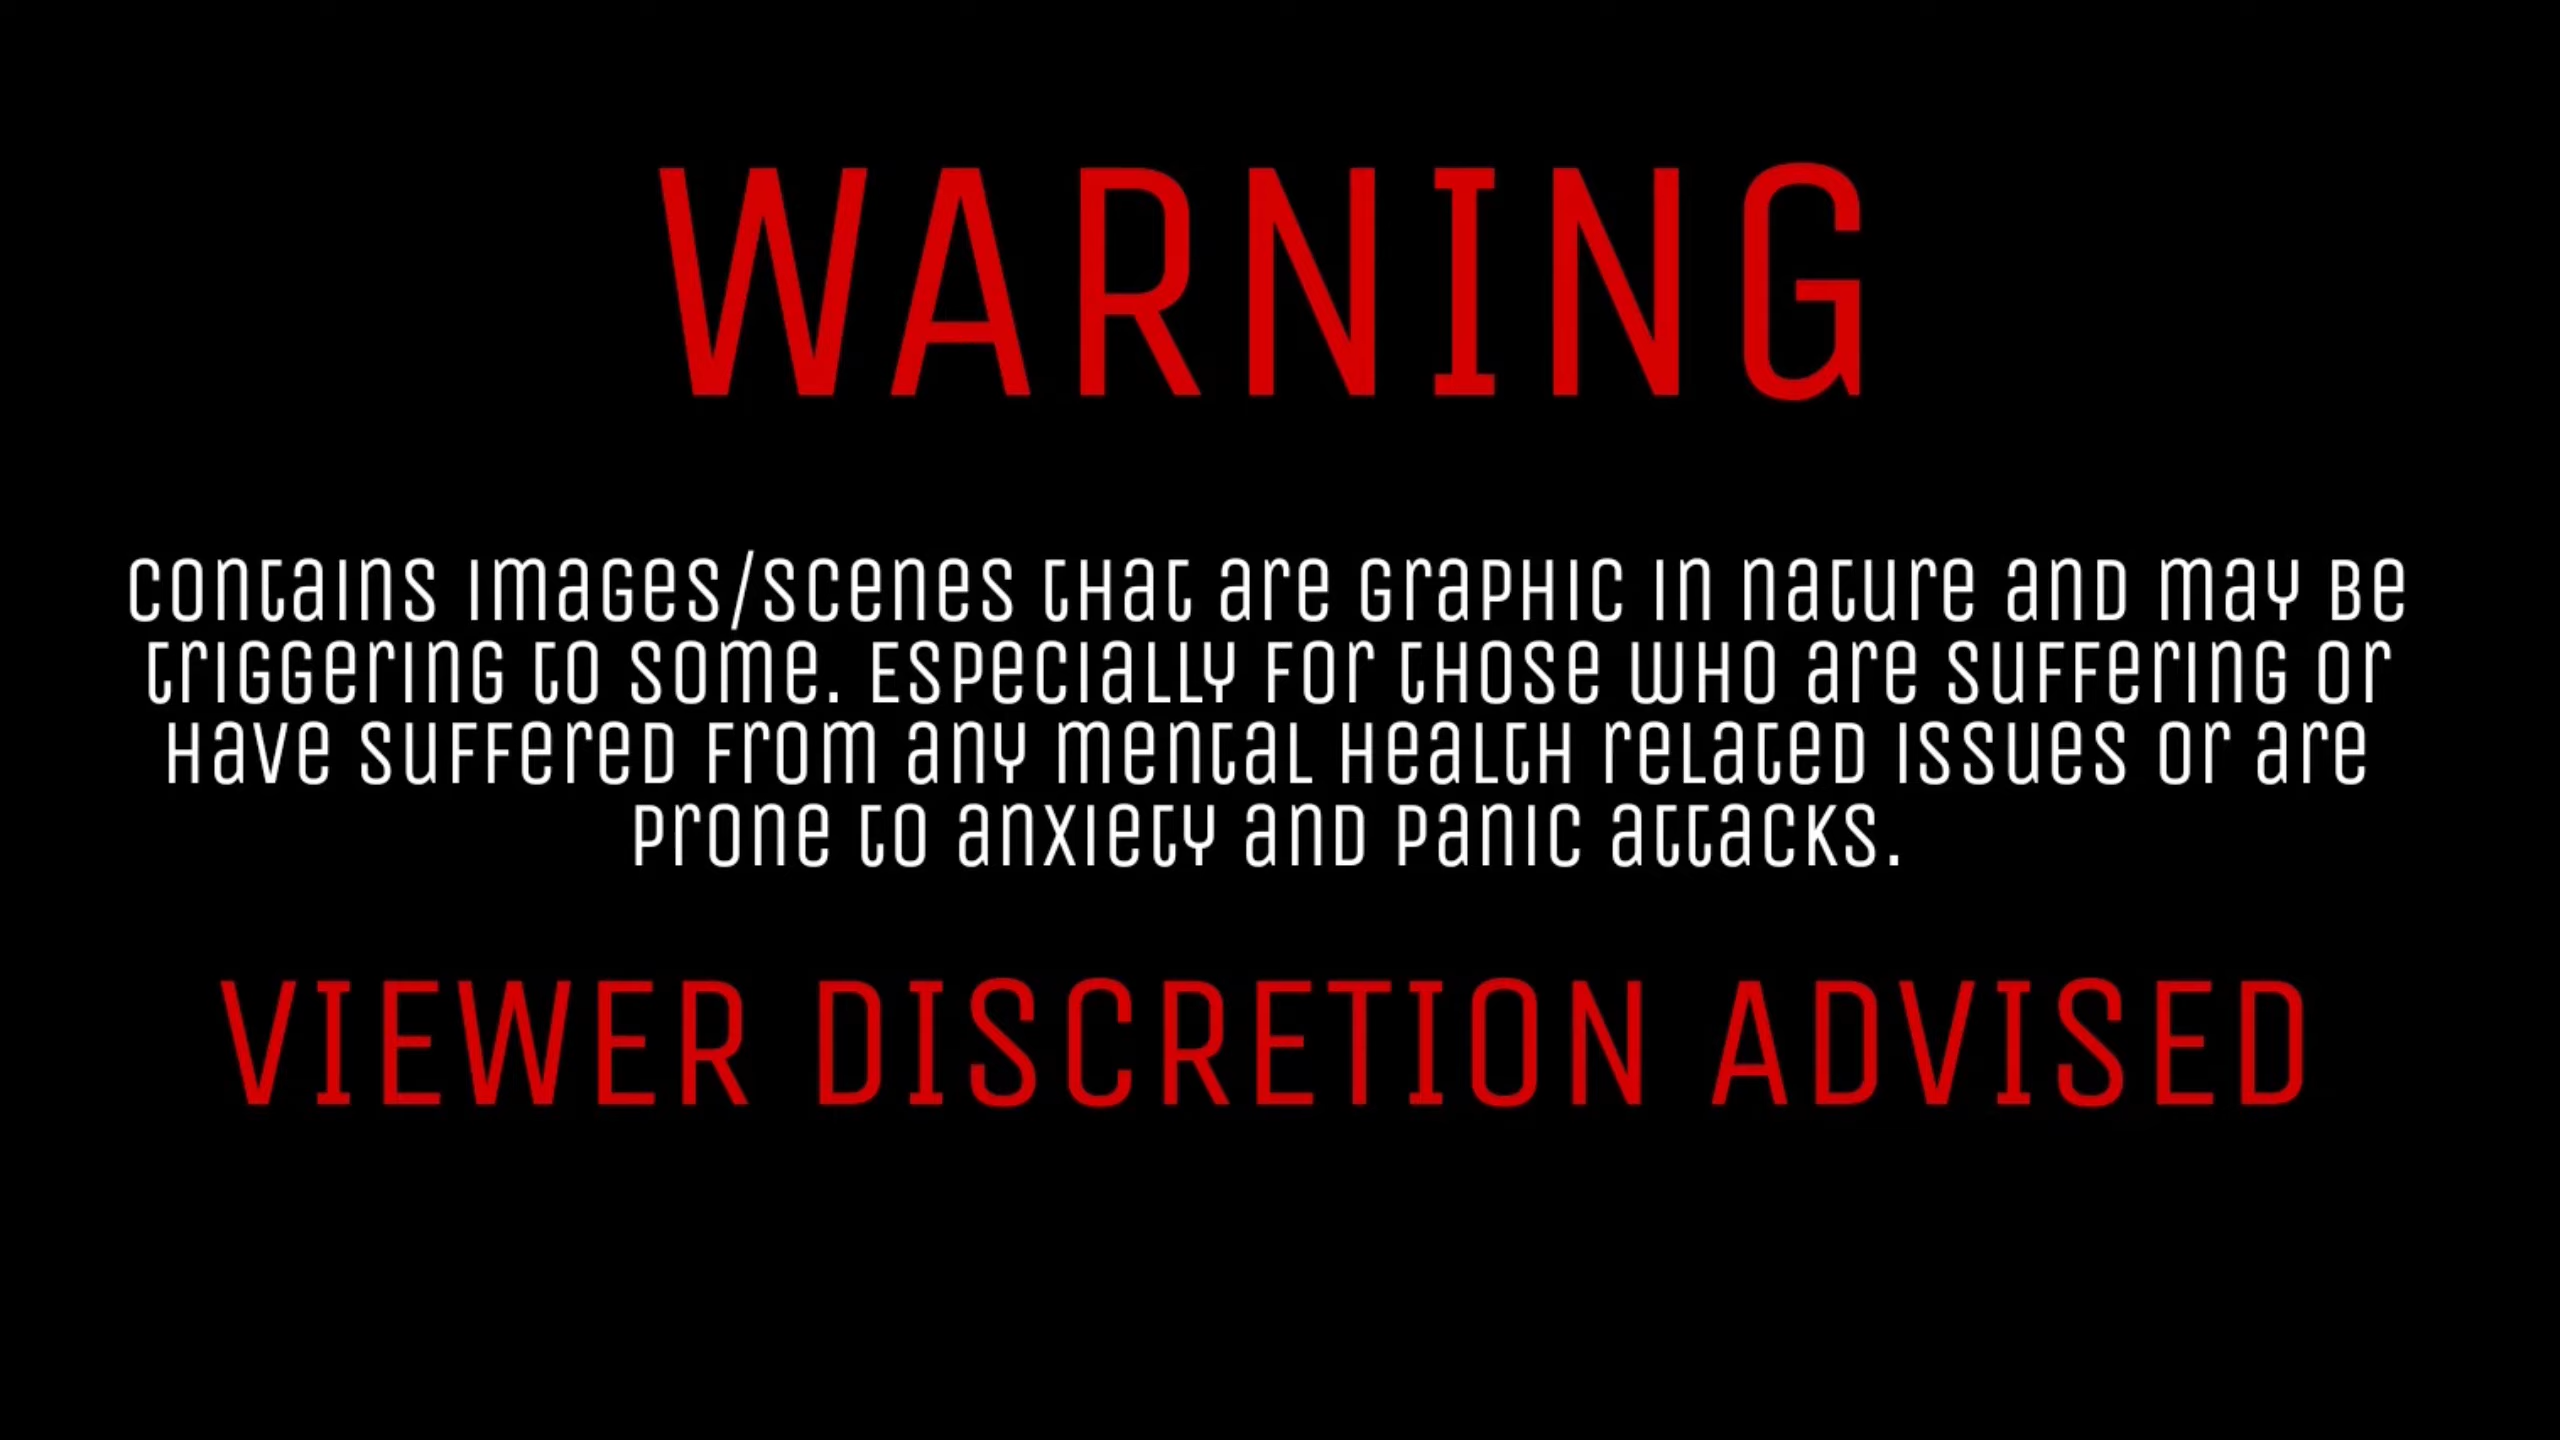 WARNING
Contains images/scenes that are graphic in nature and may be
triggering to some. Especially for those who are suffering or
have suffered from any mental health related issues or are
prone to anxiety and panic attacks.
VIEWER DISCRETION ADVISED